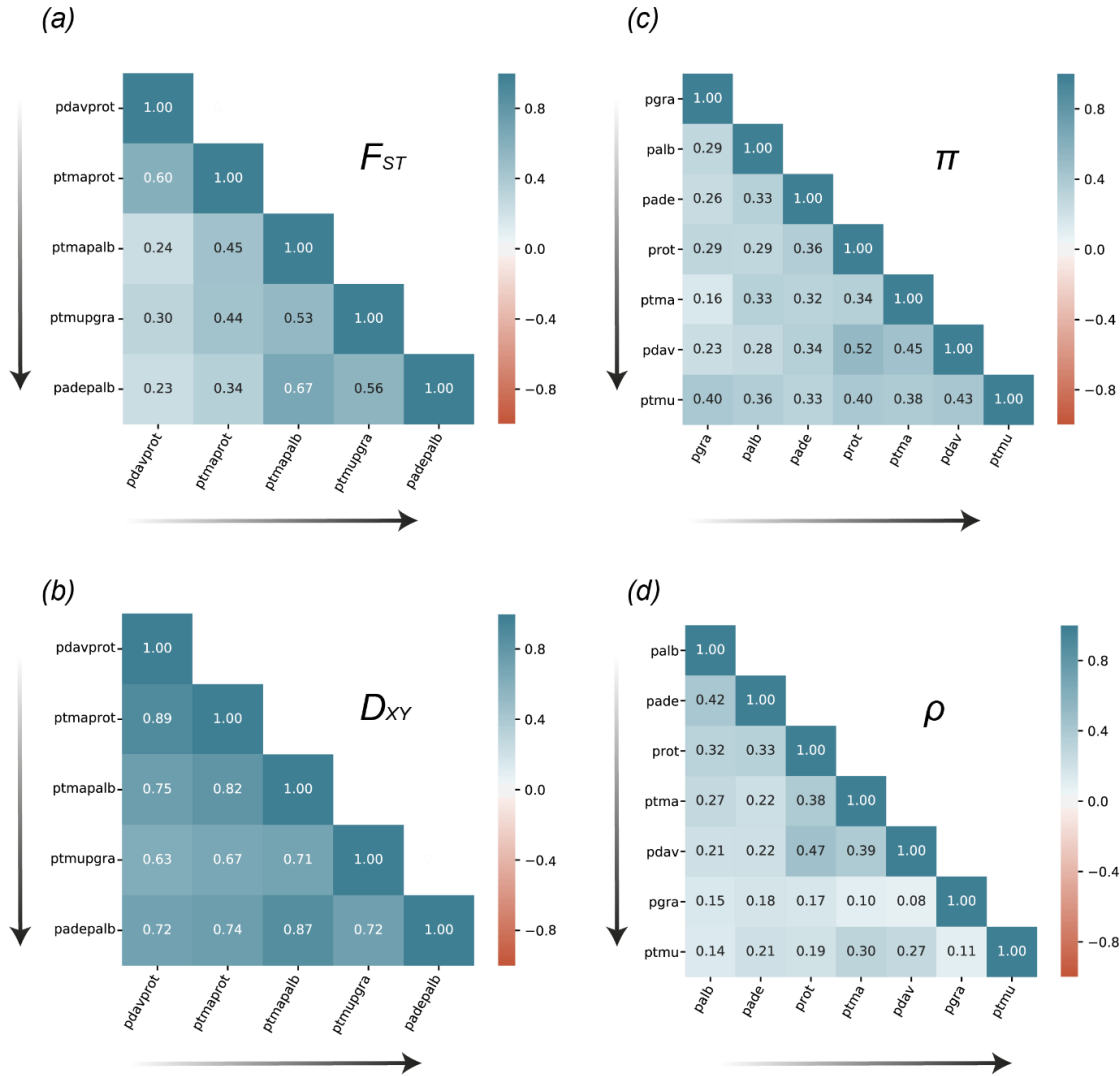 (a)
pdavprot 1.00
ptmaprot 0.60 1.00
ptmapalb 0.24 0.45 1.00
ptmupgra 0.30 0.44 0.53 1.00
padepalb 0.23 0.34 0.67 0.56 1.00
pdavprot ptmaprot ptmapalb ptmupgra padepalb
FST
0.8
0.4
0.0
−0.4
−0.8
(c)
pgra 1.00
palb 0.29 1.00
pade 0.26 0.33 1.00
prot 0.29 0.29 0.36 1.00
ptma 0.16 0.33 0.32 0.34 1.00
pdav 0.23 0.28 0.34 0.52 0.45 1.00
ptmu 0.40 0.36 0.33 0.40 0.38 0.43 1.00
pgra palb pade prot ptma pdav ptmu
π
0.8
0.4
0.0
−0.4
−0.8
(b)
pdavprot 1.00
ptmaprot 0.89 1.00
ptmapalb 0.75 0.82 1.00
ptmupgra 0.63 0.67 0.71 1.00
padepalb 0.72 0.74 0.87 0.72 1.00
pdavprot ptmaprot ptmapalb ptmupgra padepalb
DXY
0.8
0.4
0.0
−0.4
−0.8
(d)
palb 1.00
pade 0.42 1.00
prot 0.32 0.33 1.00
ptma 0.27 0.22 0.38 1.00
pdav 0.21 0.22 0.47 0.39 1.00
pgra 0.15 0.18 0.17 0.10 0.08 1.00
ptmu 0.14 0.21 0.19 0.30 0.27 0.11 1.00
palb pade prot ptma pdav pgra ptmu
ρ
0.8
0.4
0.0
−0.4
−0.8